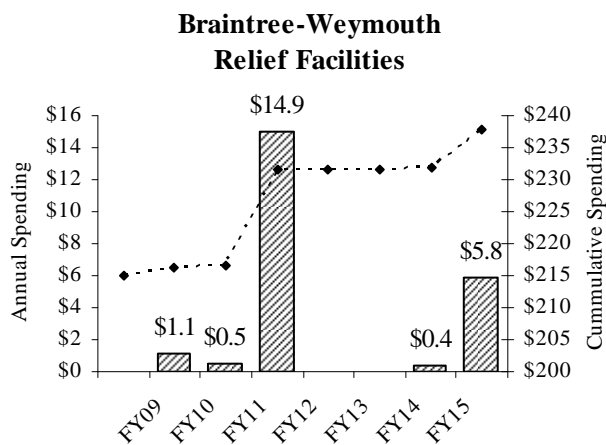 Braintree-Weymouth
Relief Facilities
Annual Spending
$16
$14
$12
$10
$8
$6
$4
$2
$0
$14.9
$1.1
$0.5
$0.4
$5.8
$240
$235
$230
$225
$220
$215
$210
$205
$200
Cummulative Spending
FY09
FY10
FY11
FY12
FY13
FY14
FY15